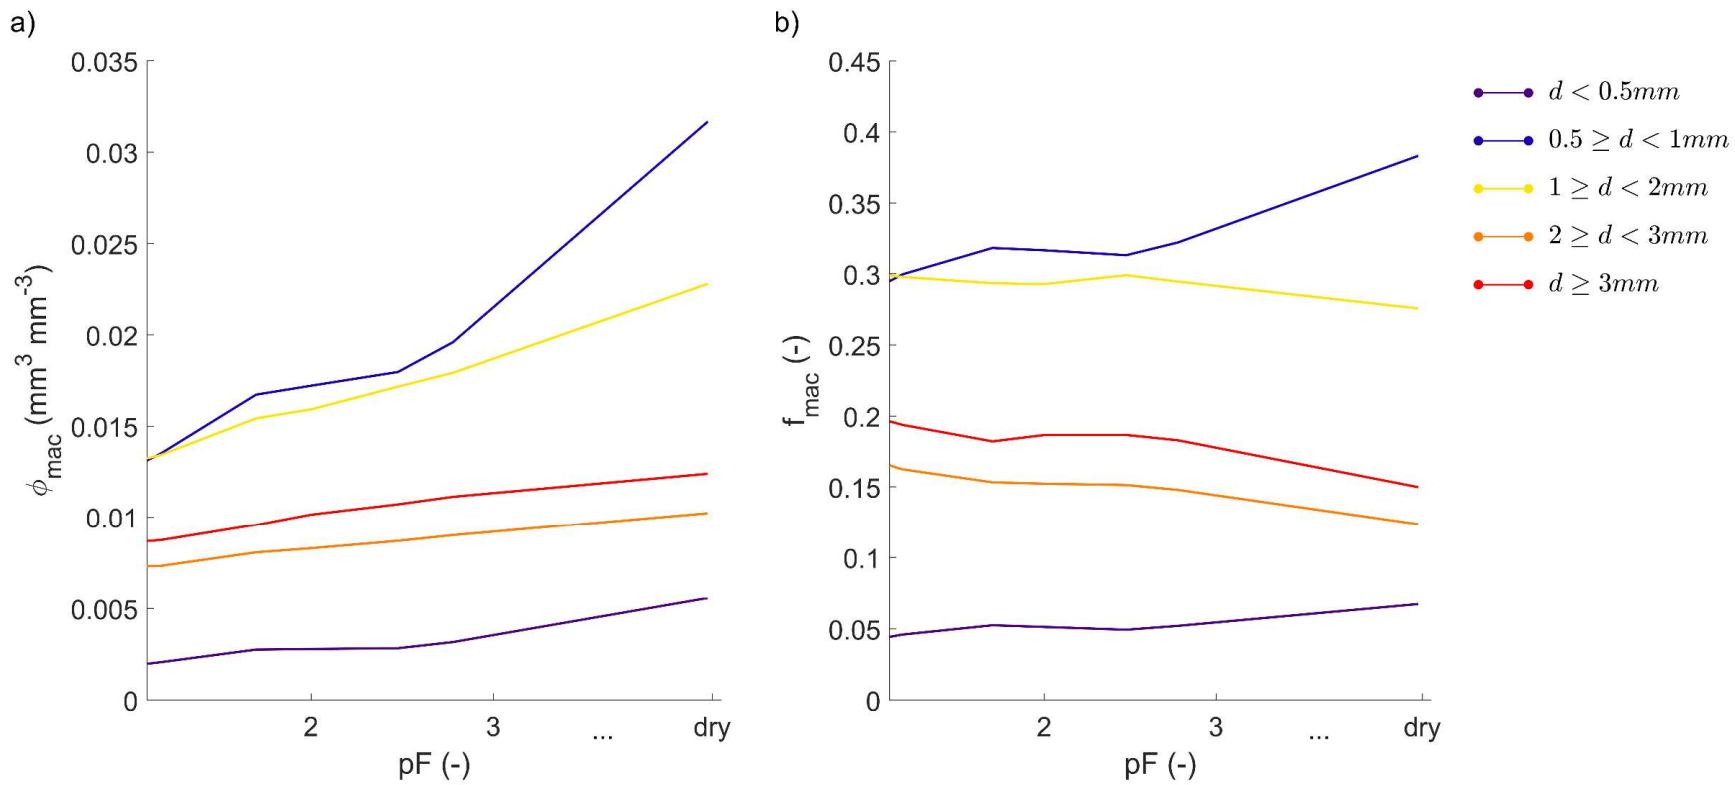 a)
0.035
0.03
0.025
0.02
0.015
0.01
0.005
0
ϕmac (mm³ mm⁻³)
2
3
...
dry
pF (-)
b)
0.45
0.4
0.35
0.3
0.25
0.2
0.15
0.1
0.05
0
fmac (-)
2
3
...
dry
pF (-)
d < 0.5mm
0.5 ≥ d < 1mm
1 ≥ d < 2mm
2 ≥ d < 3mm
d ≥ 3mm